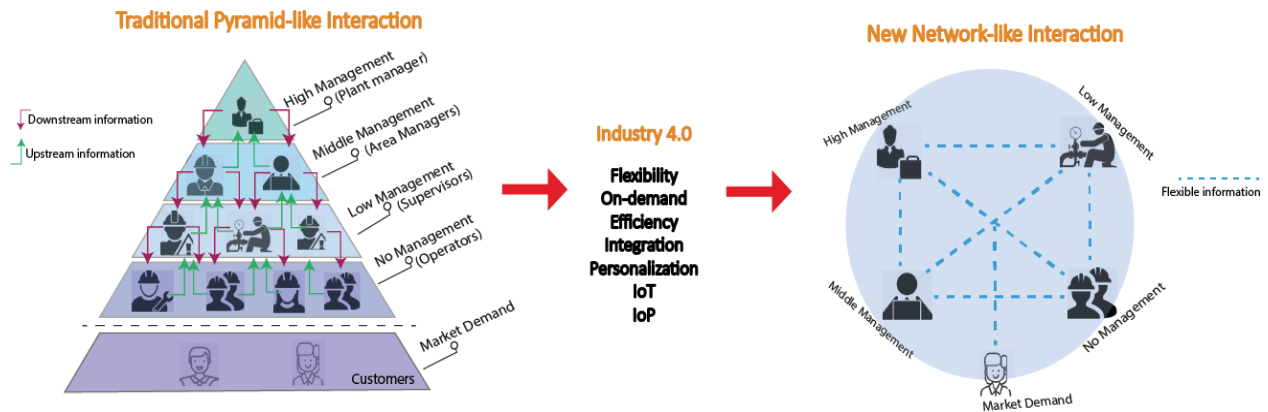 Traditional Pyramid-like Interaction
Downstream information
Upstream information
High Management
(Plant manager)
Middle Management
(Area Managers)
Low Management
(Supervisors)
No Management
(Operators)
Market Demand
Customers
Industry 4.0
Flexibility
On-demand
Efficiency
Integration
Personalization
IoT
IoP
New Network-like Interaction
High Management
Low Management
Flexible information
Middle Management
No Management
Market Demand